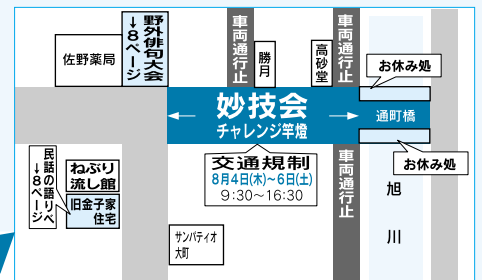 野外俳句大会
→8ページ
佐野薬局
車両通行止
勝月
高砂堂
車両通行止
お休み処
妙技会
チャレンジ竿燈
通町橋
お休み処
交通規制
8月4日(木)～6日(土)
9:30～16:30
車両通行止
旭川
民話の語りべ
→8ページ
ねぶり
流し館
旧金子家
住宅
サンパティオ
大町